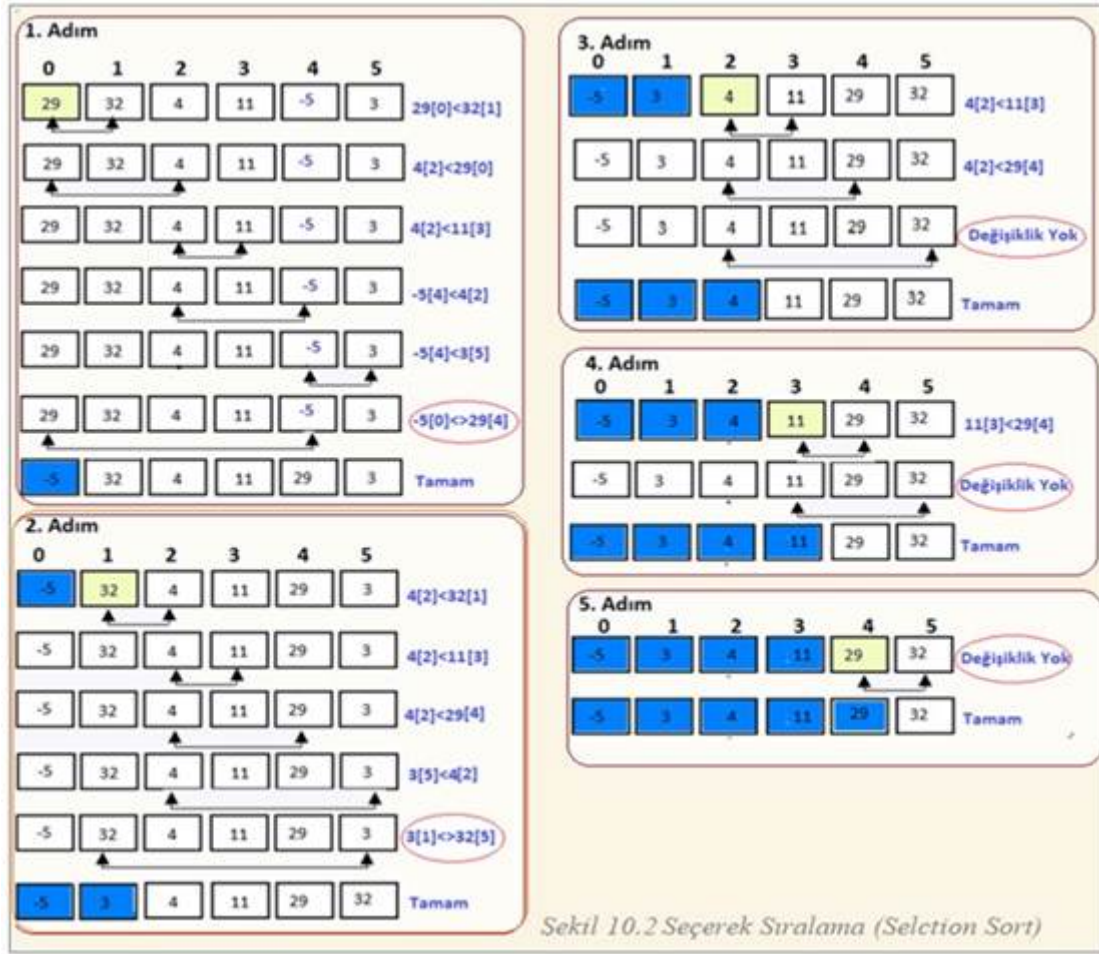 1. Adım
0 1 2 3 4 5
29 32 4 11 -5 3 29[0]<32[1]
29 32 4 11 -5 3 4[2]<29[0]
29 32 4 11 -5 3 4[2]<11[3]
29 32 4 11 -5 3 -5[4]<4[2]
29 32 4 11 -5 3 -5[4]<3[5]
29 32 4 11 -5 3 -5[0]<>29[4]
-5 32 4 11 29 3 Tamam
2. Adım
0 1 2 3 4 5
-5 32 4 11 29 3 4[2]<32[1]
-5 32 4 11 29 3 4[2]<11[3]
-5 32 4 11 29 3 4[2]<29[4]
-5 32 4 11 29 3 3[5]<4[2]
-5 32 4 11 29 3 3[1]<>32[5]
-5 3 4 11 29 32 Tamam
3. Adım
0 1 2 3 4 5
-5 3 4 11 29 32 4[2]<11[3]
-5 3 4 11 29 32 4[2]<29[4]
-5 3 4 11 29 32 Değişiklik Yok
-5 3 4 11 29 32 Tamam
4. Adım
0 1 2 3 4 5
-5 3 4 11 29 32 11[3]<29[4]
-5 3 4 11 29 32 Değişiklik Yok
-5 3 4 11 29 32 Tamam
5. Adım
0 1 2 3 4 5
-5 3 4 11 29 32 Değişiklik Yok
-5 3 4 11 29 32 Tamam
Sekil 10.2 Seçerek Sıralama (Selction Sort)